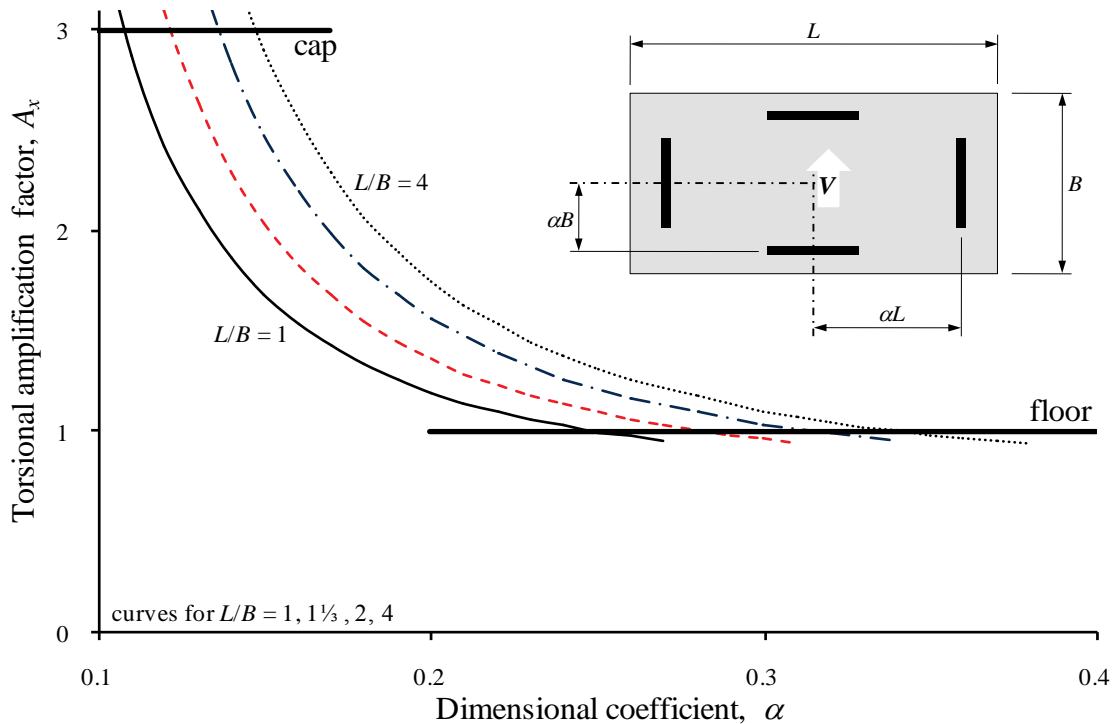 Torsional amplification factor, Aₓ
3
2
1
0
cap
L/B = 4
L/B = 1
floor
curves for L/B = 1, 1⅓ , 2, 4
L
B
V
αB
αL
0.1
0.2
0.3
0.4
Dimensional coefficient, α